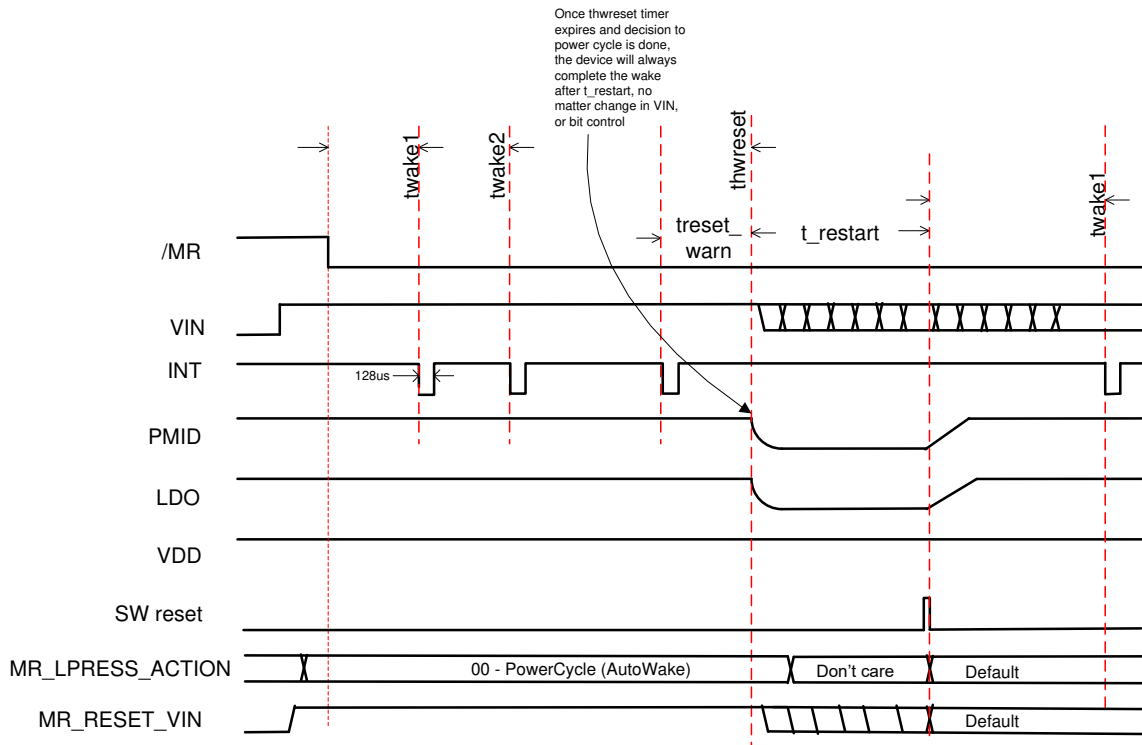 Once thwreset timer
expires and decision to
power cycle is done,
the device will always
complete the wake
after t_restart, no
matter change in VIN,
or bit control
twake1
twake2
thwreset
twake1
treset_
warn
t_restart
/MR
VIN
INT
128us
PMID
LDO
VDD
SW reset
MR_LPRESS_ACTION
00 - PowerCycle (AutoWake)
Don't care
Default
MR_RESET_VIN
Default